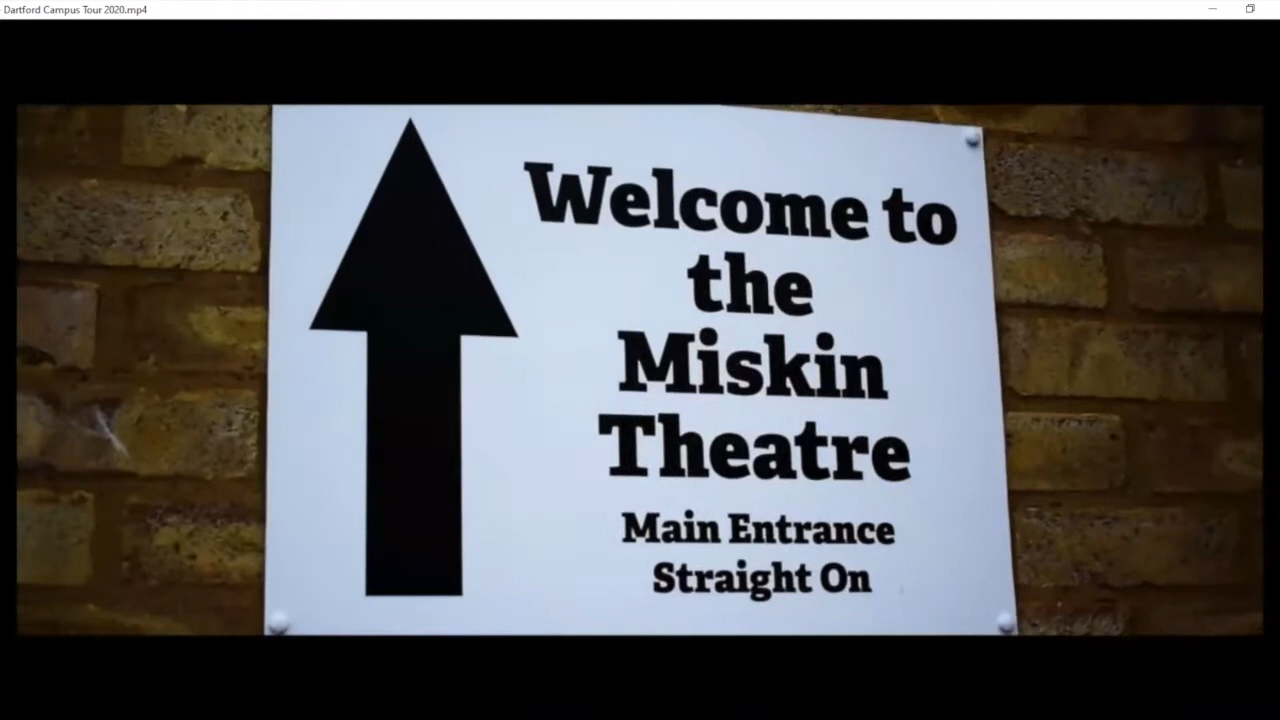 Dartford Campus Tour 2020.mp4
Welcome to
the
Miskin
Theatre
Main Entrance
Straight On